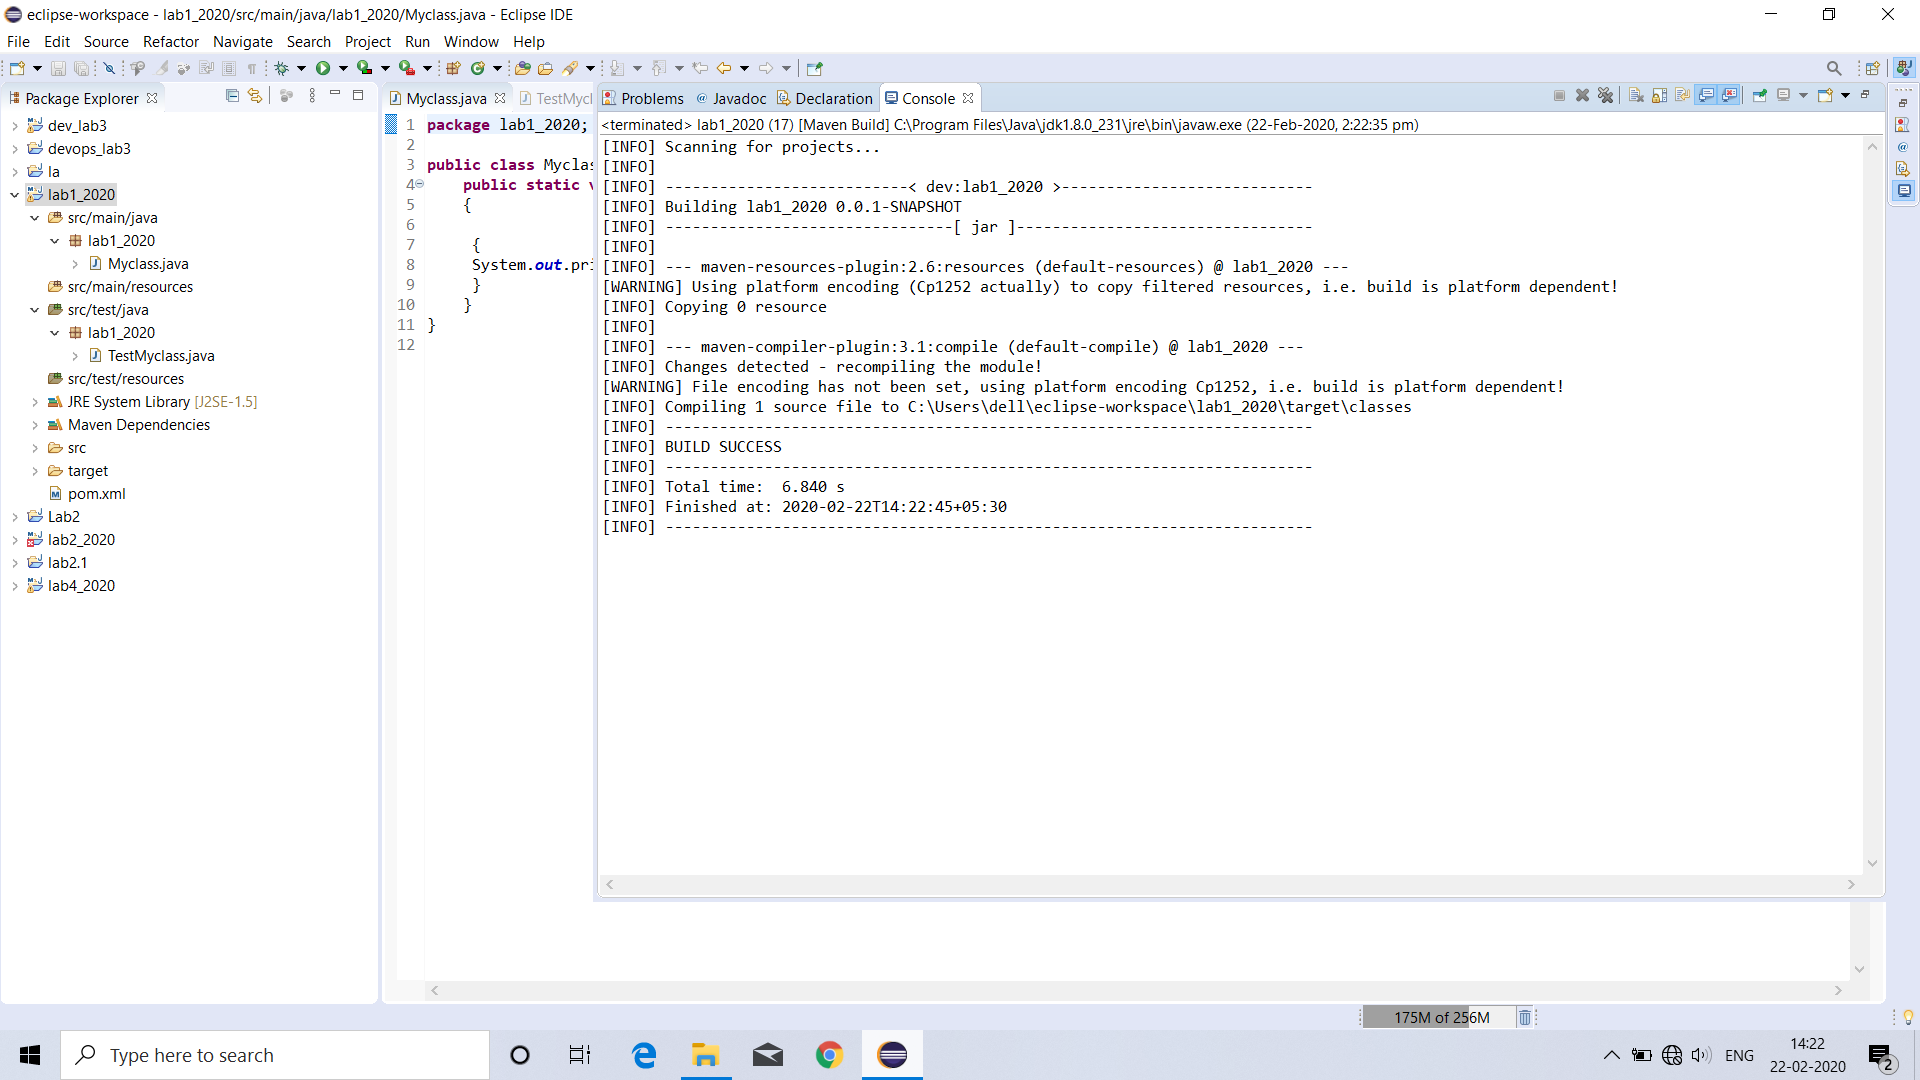 eclipse-workspace - lab1_2020/src/main/java/lab1_2020/Myclass.java - Eclipse IDE
File Edit Source Refactor Navigate Search Project Run Window Help
Package Explorer
dev_lab3
devops_lab3
la
lab1_2020
src/main/java
lab1_2020
Myclass.java
src/main/resources
src/test/java
lab1_2020
TestMyclass.java
src/test/resources
JRE System Library [J2SE-1.5]
Maven Dependencies
src
target
pom.xml
Lab2
lab2_2020
lab2.1
lab4_2020
Myclass.java TestMycl
1 package lab1_2020;
2
3 public class Myclas
4 public static v
5 {
6
7 {
8 System.out.pri
9 }
10 }
11 }
12
Problems @ Javadoc Declaration Console
<terminated> lab1_2020 (17) [Maven Build] C:\Program Files\Java\jdk1.8.0_231\jre\bin\javaw.exe (22-Feb-2020, 2:22:35 pm)
[INFO] Scanning for projects...
[INFO]
[INFO] ---------------------------< dev:lab1_2020 >----------------------------
[INFO] Building lab1_2020 0.0.1-SNAPSHOT
[INFO] --------------------------------[ jar ]---------------------------------
[INFO]
[INFO] --- maven-resources-plugin:2.6:resources (default-resources) @ lab1_2020 ---
[WARNING] Using platform encoding (Cp1252 actually) to copy filtered resources, i.e. build is platform dependent!
[INFO] Copying 0 resource
[INFO]
[INFO] --- maven-compiler-plugin:3.1:compile (default-compile) @ lab1_2020 ---
[INFO] Changes detected - recompiling the module!
[WARNING] File encoding has not been set, using platform encoding Cp1252, i.e. build is platform dependent!
[INFO] Compiling 1 source file to C:\Users\dell\eclipse-workspace\lab1_2020\target\classes
[INFO] ------------------------------------------------------------------------
[INFO] BUILD SUCCESS
[INFO] ------------------------------------------------------------------------
[INFO] Total time:  6.840 s
[INFO] Finished at: 2020-02-22T14:22:45+05:30
[INFO] ------------------------------------------------------------------------
175M of 256M
Type here to search
ENG
14:22
22-02-2020
2